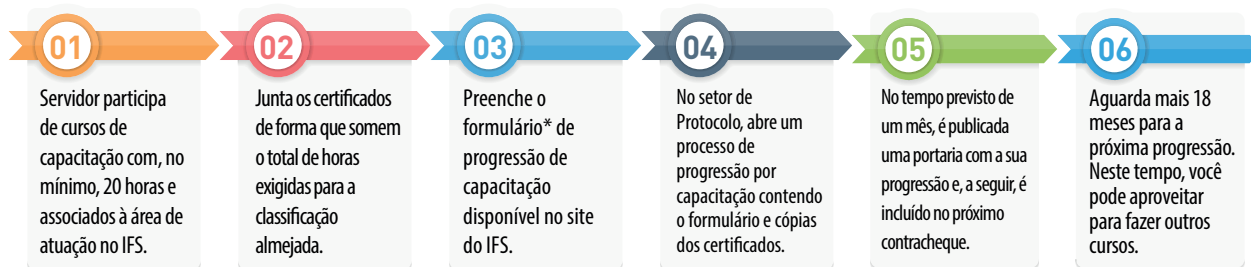 01
Servidor participa
de cursos de
capacitação com, no
mínimo, 20 horas e
associados à área de
atuação no IFS.
02
Junta os certificados
de forma que somem
o total de horas
exigidas para a
classificação
almejada.
03
Preenche o
formulário* de
progressão de
capacitação
disponível no site
do IFS.
04
No setor de
Protocolo, abre um
processo de
progressão por
capacitação contendo
o formulário e cópias
dos certificados.
05
No tempo previsto de
um mês, é publicada
uma portaria com a sua
progressão e, a seguir, é
incluído no próximo
contracheque.
06
Aguarda mais 18
meses para a
próxima progressão.
Neste tempo, você
pode aproveitar
para fazer outros
cursos.